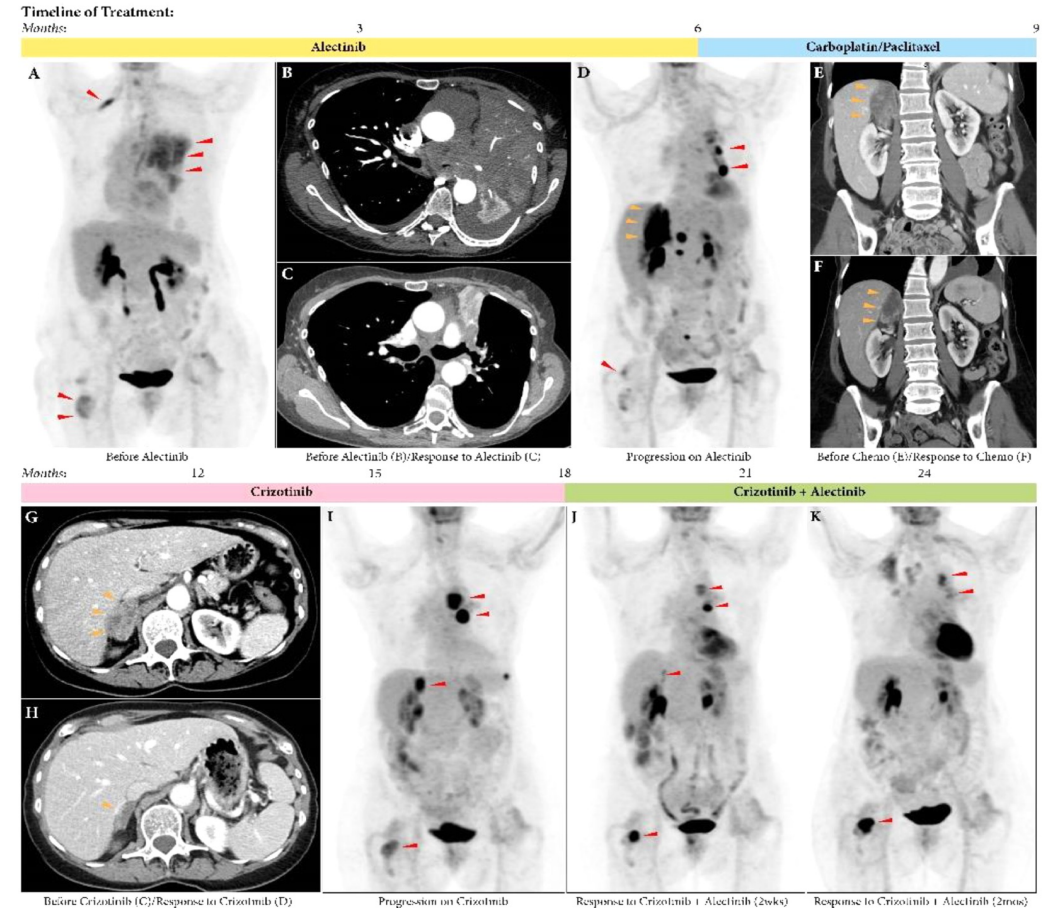 Timeline of Treatment:
Months: 3 6 9
Alectinib Carboplatin/Paclitaxel
A B D E
C F
Before Alectinib Before Alectinib (B)/Response to Alectinib (C) Progression on Alectinib Before Chemo (E)/Response to Chemo (F)
Months: 12 15 18 21 24
Crizotinib Crizotinib + Alectinib
G I J K
H
Before Crizotinib (C)/Response to Crizotinib (D) Progression on Crizotinib Response to Crizotinib + Alectinib (2wks) Response to Crizotinib + Alectinib (2mos)